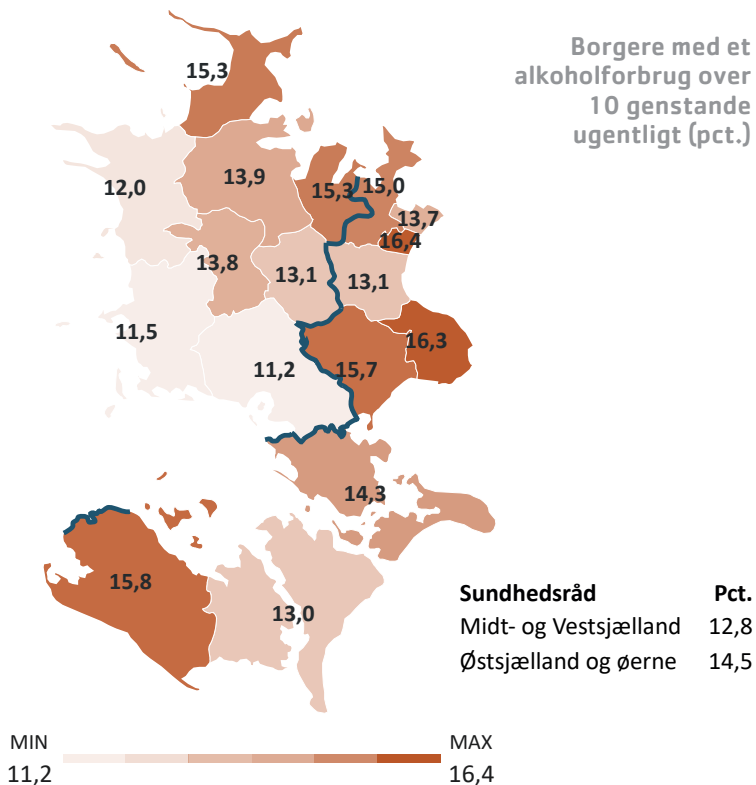 Borgere med et
alkoholforbrug over
10 genstande
ugentligt (pct.)
15,3
12,0
13,9
15,3
15,0
13,7
16,4
13,8
13,1
13,1
11,5
11,2
15,7
16,3
14,3
15,8
13,0
Sundhedsråd Pct.
Midt- og Vestsjælland 12,8
Østsjælland og øerne 14,5
MIN MAX
11,2 16,4